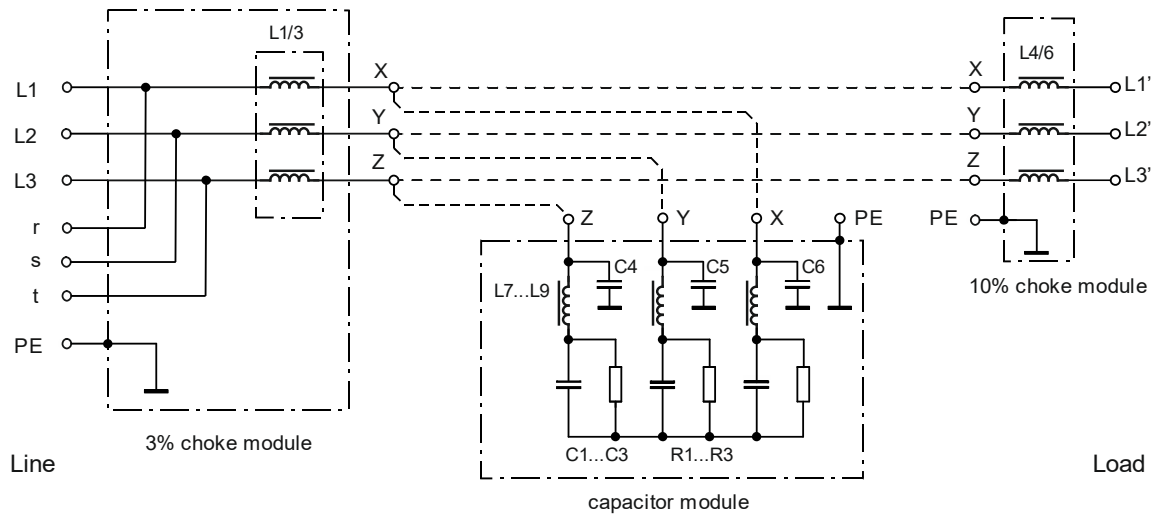 L1/3
L4/6
L1
X
X
L1’
L2
Y
Y
L2’
L3
Z
Z
L3’
r
Z
Y
X
PE
PE
s
C4
C5
C6
L7...L9
t
10% choke module
PE
3% choke module
C1...C3
R1...R3
Line
Load
capacitor module